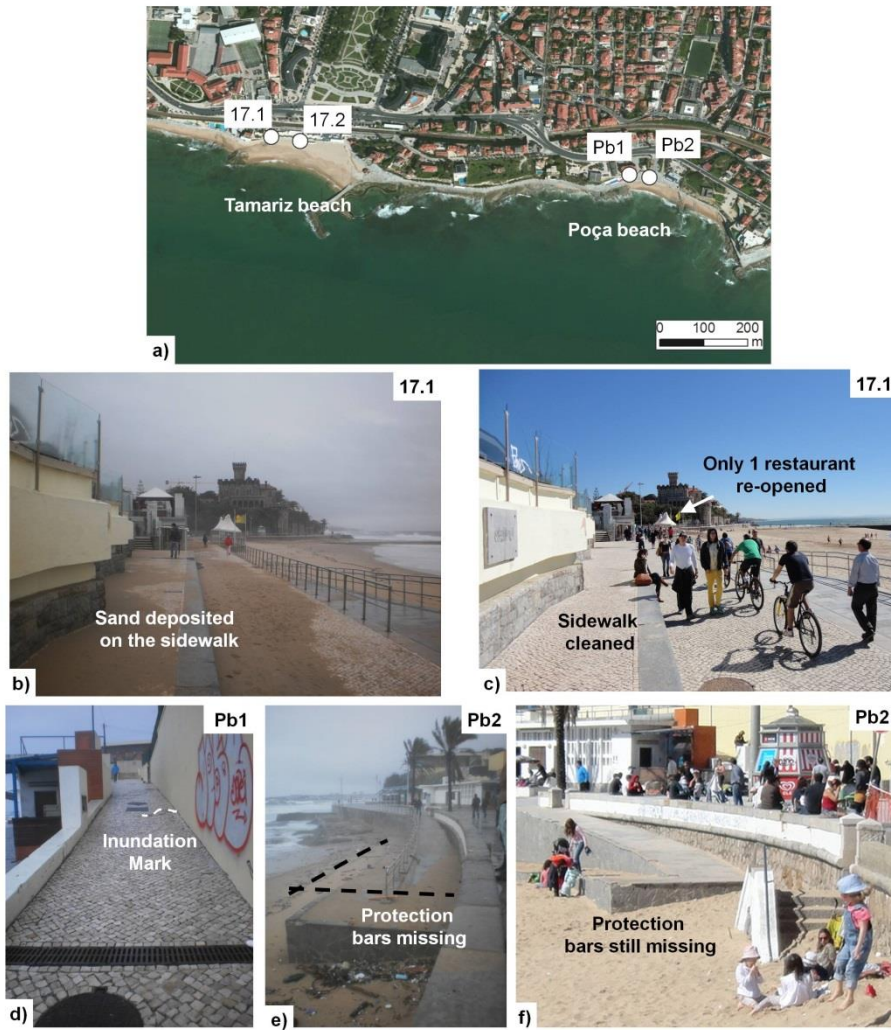 17.1
17.2
Pb1
Pb2
Tamariz beach
Poça beach
0 100 200
m
a)
17.1
Sand deposited
on the sidewalk
b)
17.1
Only 1 restaurant
re-opened
Sidewalk
cleaned
c)
Pb1
Inundation
Mark
d)
Pb2
Protection
bars missing
e)
Pb2
Protection
bars still missing
f)